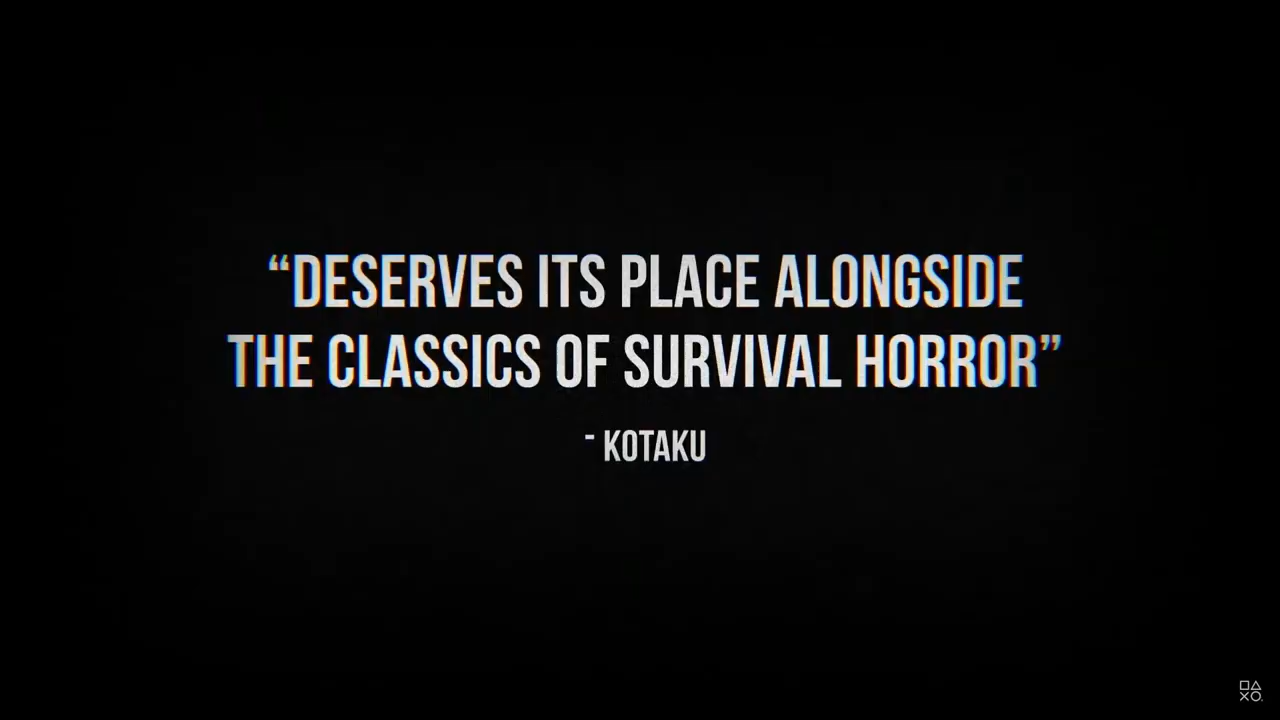 “DESERVES ITS PLACE ALONGSIDE
THE CLASSICS OF SURVIVAL HORROR”
- KOTAKU